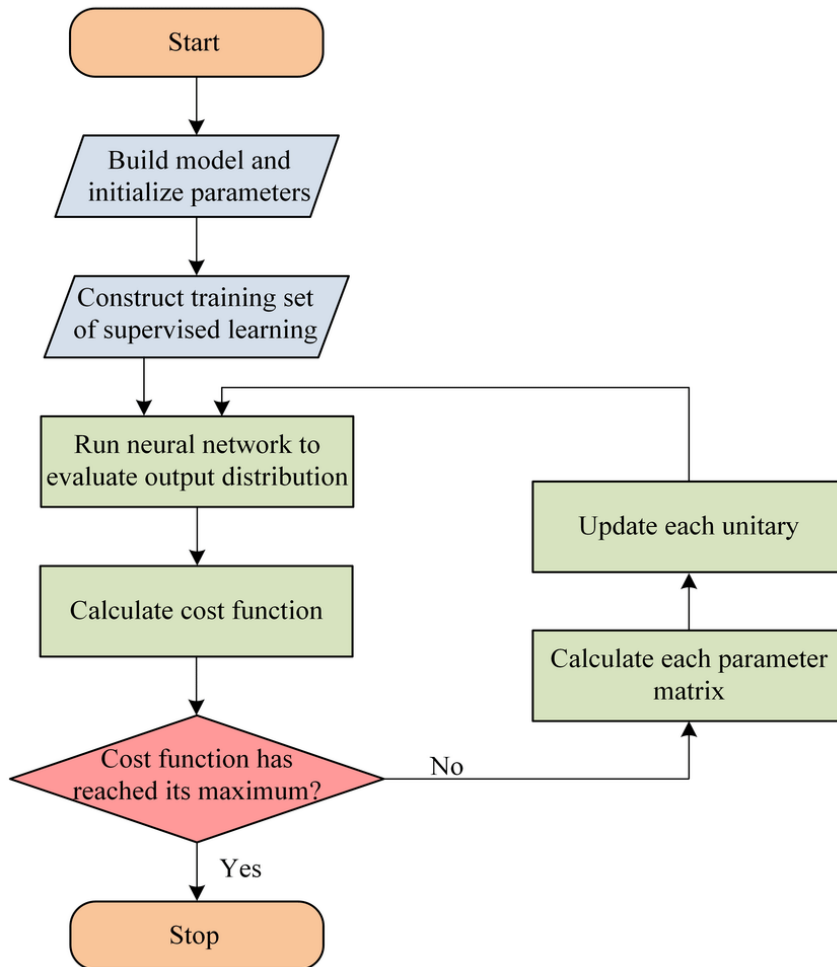 Start
Build model and
initialize parameters
Construct training set
of supervised learning
Run neural network to
evaluate output distribution
Update each unitary
Calculate cost function
Calculate each parameter
matrix
Cost function has
reached its maximum?
No
Yes
Stop